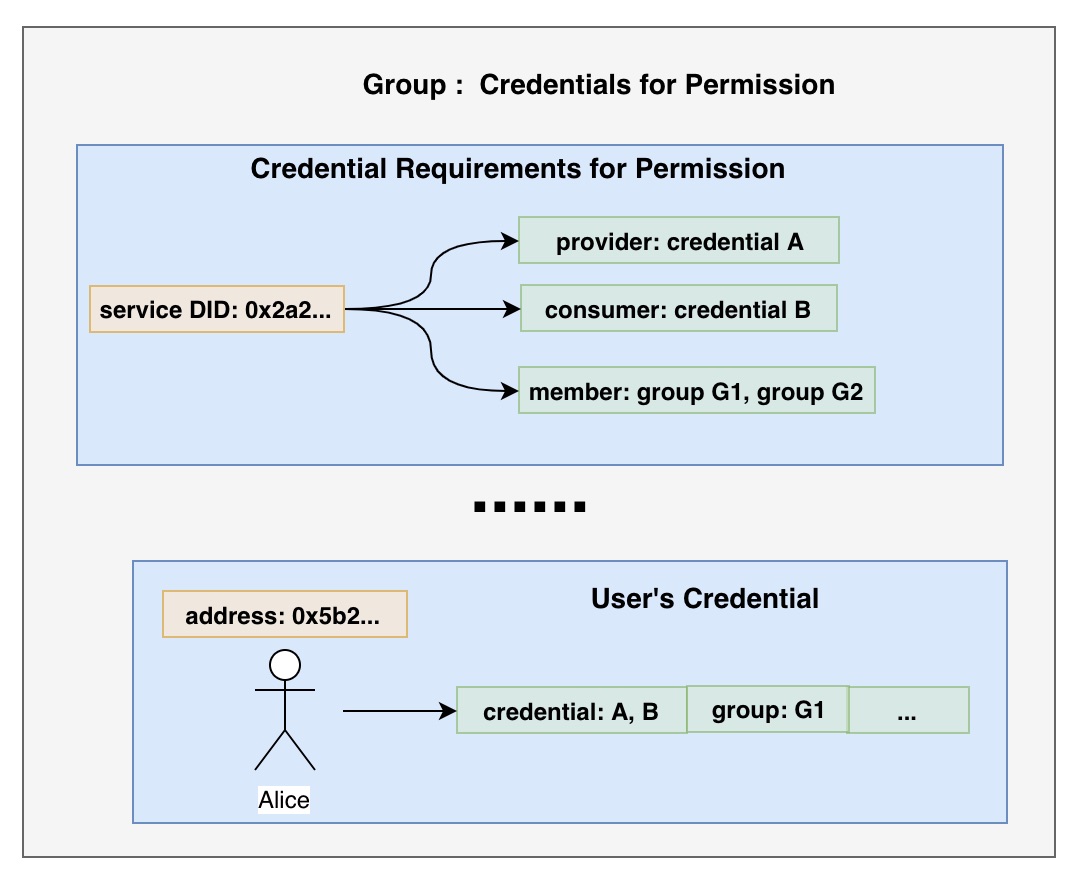 Group :  Credentials for Permission
Credential Requirements for Permission
provider: credential A
service DID: 0x2a2...
consumer: credential B
member: group G1, group G2
......
address: 0x5b2...
User's Credential
credential: A, B
group: G1
...
Alice